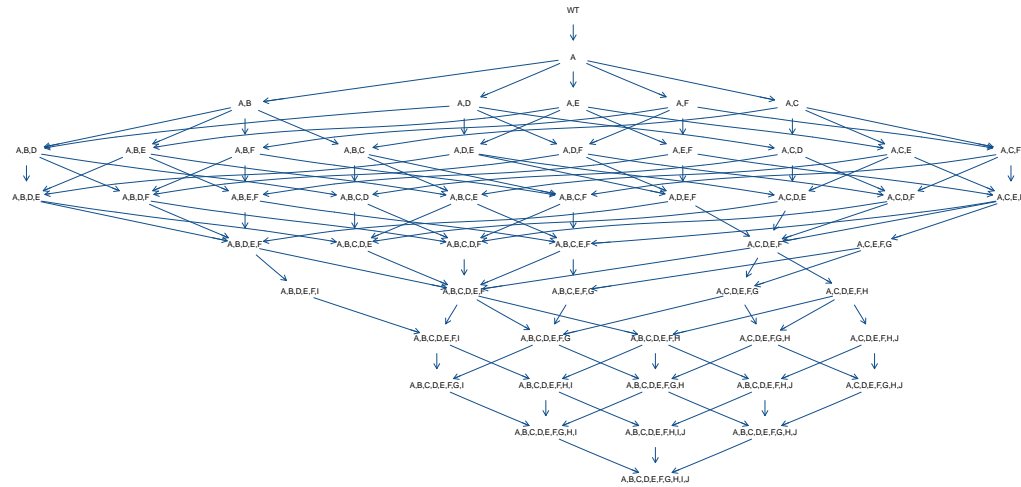 WT
A
A,B A,D A,E A,F A,C
A,B,D A,B,E A,B,F A,B,C A,D,E A,D,F A,E,F A,C,D A,C,E A,C,F
A,B,D,E A,B,D,F A,B,E,F A,B,C,D A,B,C,E A,B,C,F A,D,E,F A,C,D,E A,C,D,F
A,B,D,E,F A,B,C,D,E A,B,C,D,F A,B,C,E,F A,C,D,E,F A,C,E,F,G
A,B,D,E,F,I A,B,C,D,E,F A,B,C,E,F,G A,C,D,E,F,G A,C,D,E,F,H
A,B,C,D,E,F,I A,B,C,D,E,F,G A,B,C,D,E,F,H A,C,D,E,F,G,H A,C,D,E,F,H,J
A,B,C,D,E,F,G,I A,B,C,D,E,F,H,I A,B,C,D,E,F,G,H A,B,C,D,E,F,H,J A,C,D,E,F,G,H,J
A,B,C,D,E,F,G,H,I A,B,C,D,E,F,H,I,J A,B,C,D,E,F,G,H,J
A,B,C,D,E,F,G,H,I,J